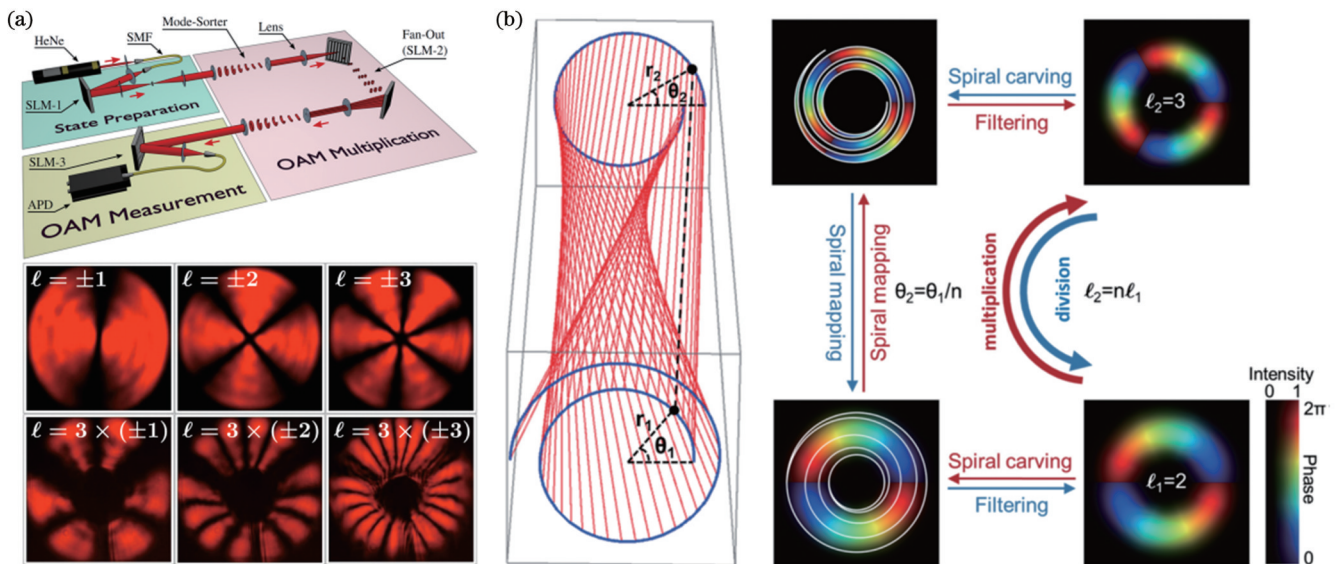 (a)
HeNe
SMF
Mode-Sorter
Lens
Fan-Out
(SLM-2)
SLM-1
State Preparation
OAM Multiplication
SLM-3
APD
OAM Measurement
ℓ = ±1
ℓ = ±2
ℓ = ±3
ℓ = 3 × (±1)
ℓ = 3 × (±2)
ℓ = 3 × (±3)
(b)
r₂
θ₂
r₁
θ₁
Spiral carving
Filtering
ℓ₂=3
Spiral mapping
Spiral mapping
θ₂=θ₁/n
multiplication
division
ℓ₂=nℓ₁
Spiral carving
Filtering
ℓ₁=2
Intensity
0 1
2π
Phase
0